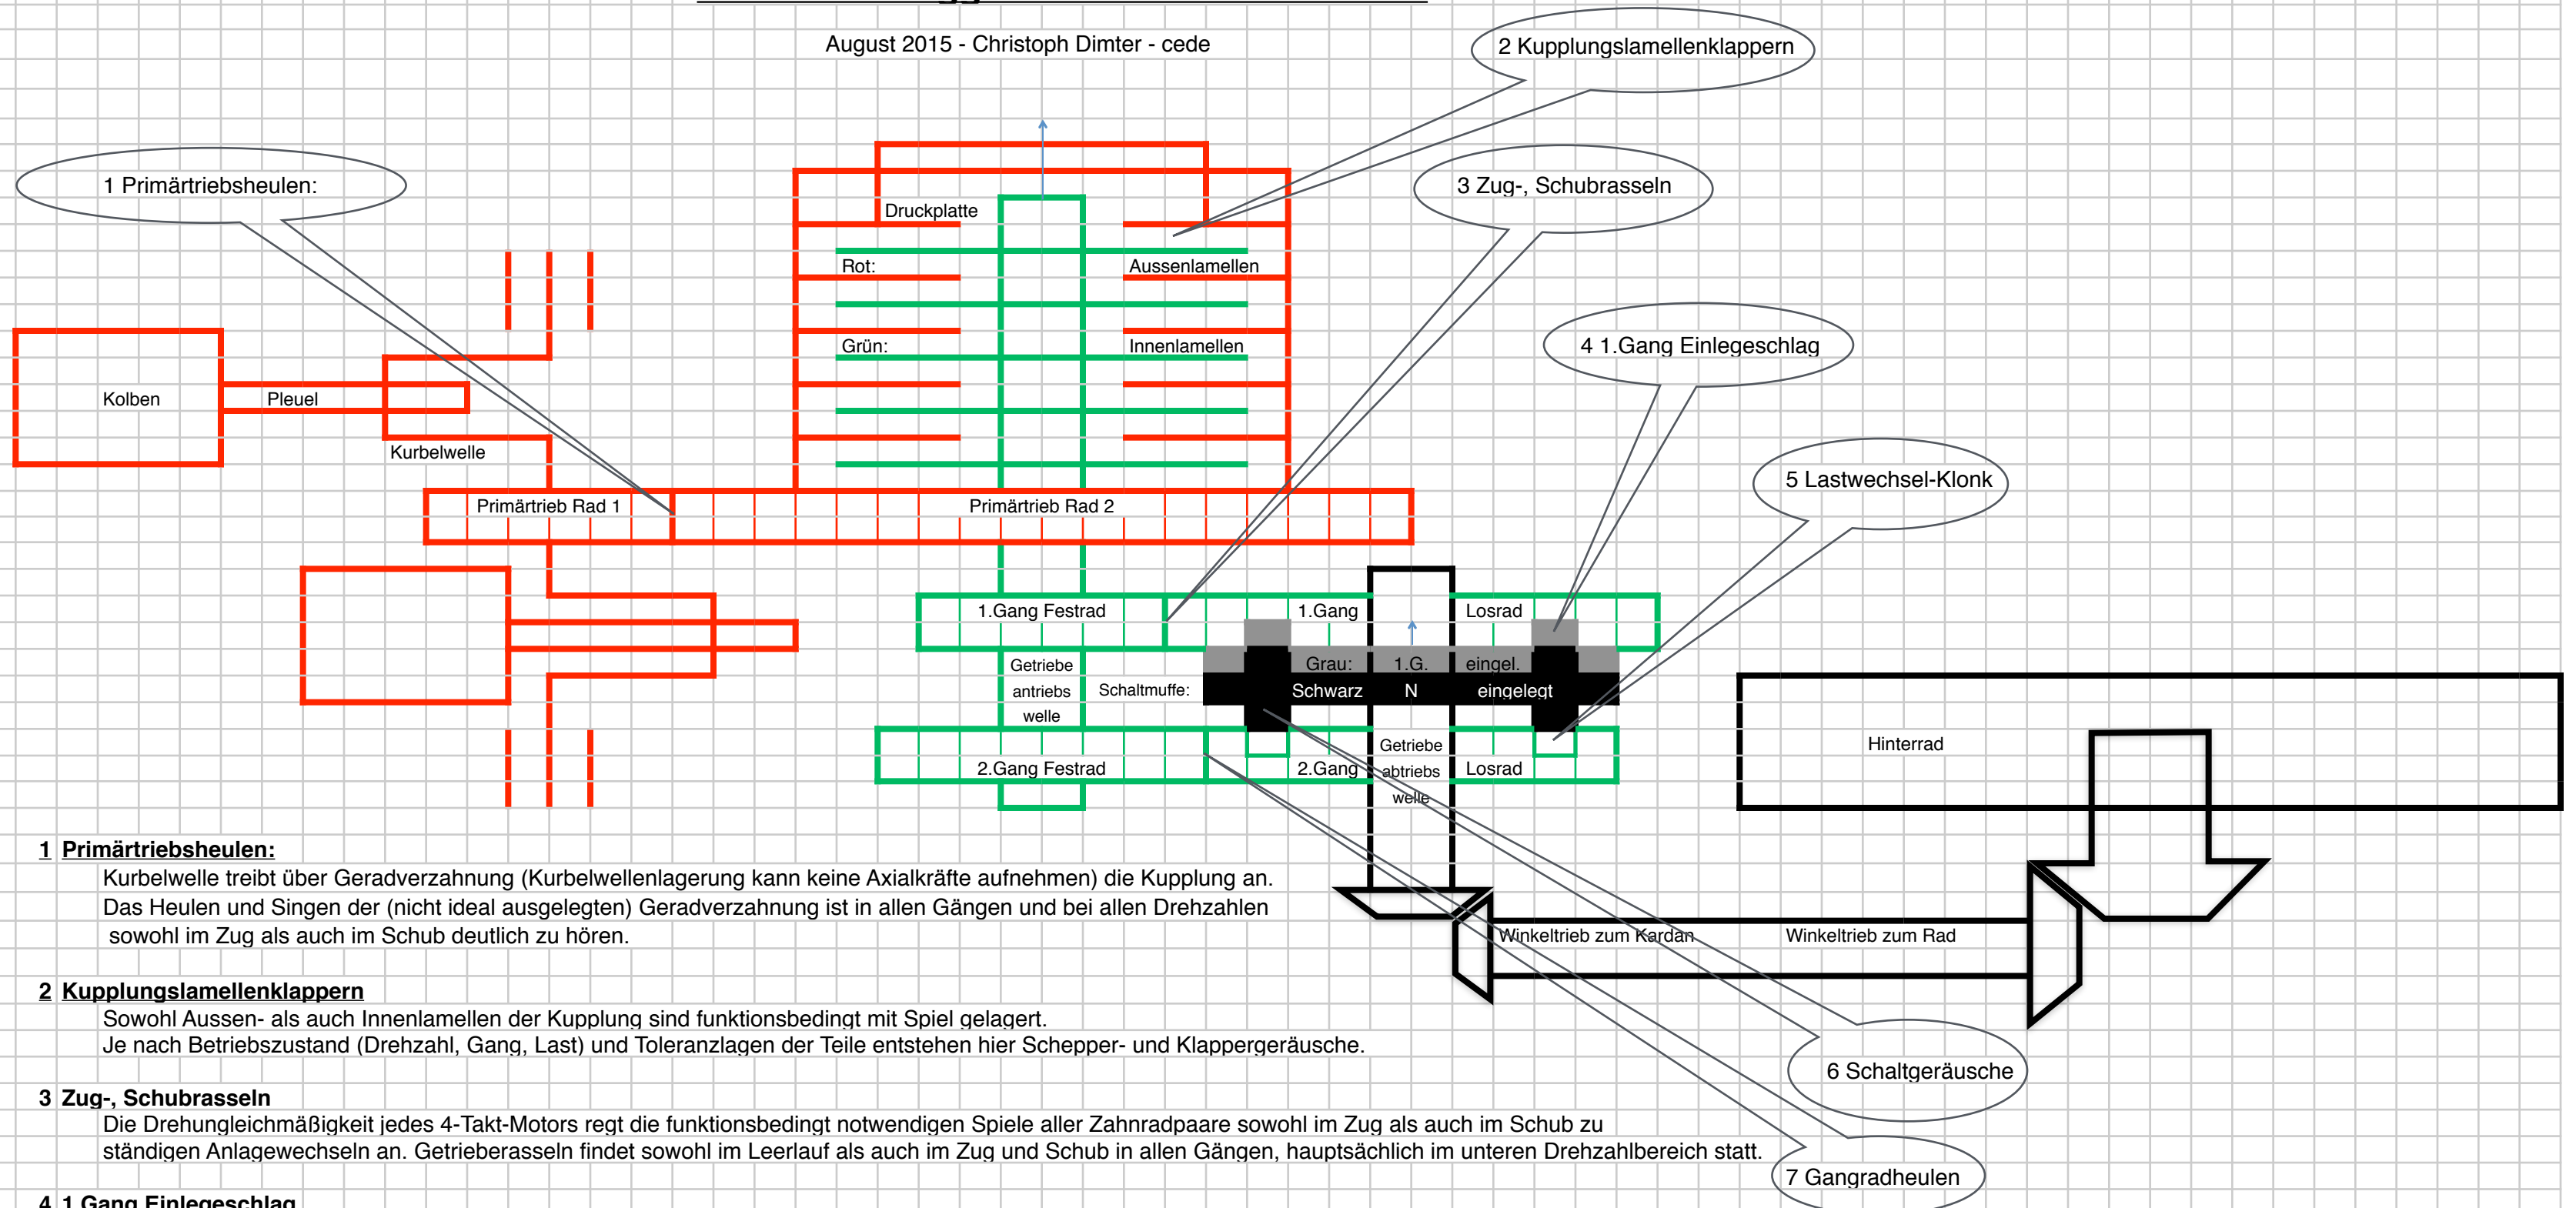 August 2015 - Christoph Dimter - cede
2 Kupplungslamellenklappern
1 Primärtriebsheulen:
3 Zug-, Schubrasseln
Druckplatte
Rot:
Aussenlamellen
4 1.Gang Einlegeschlag
Grün:
Innenlamellen
Kolben
Pleuel
Kurbelwelle
5 Lastwechsel-Klonk
Primärtrieb Rad 1
Primärtrieb Rad 2
1.Gang Festrad
1.Gang
Losrad
Getriebe
antriebs
welle
Schaltmuffe:
Grau:
1.G.
eingel.
Schwarz
N
eingelegt
Getriebe
abtriebs
welle
Hinterrad
2.Gang Festrad
2.Gang
Losrad
1 Primärtriebsheulen:
Kurbelwelle treibt über Geradverzahnung (Kurbelwellenlagerung kann keine Axialkräfte aufnehmen) die Kupplung an.
Das Heulen und Singen der (nicht ideal ausgelegten) Geradverzahnung ist in allen Gängen und bei allen Drehzahlen
sowohl im Zug als auch im Schub deutlich zu hören.
Winkeltrieb zum Kardan
Winkeltrieb zum Rad
2 Kupplungslamellenklappern
Sowohl Aussen- als auch Innenlamellen der Kupplung sind funktionsbedingt mit Spiel gelagert.
Je nach Betriebszustand (Drehzahl, Gang, Last) und Toleranzlagen der Teile entstehen hier Schepper- und Klappergeräusche.
6 Schaltgeräusche
3 Zug-, Schubrasseln
Die Drehungleichmäßigkeit jedes 4-Takt-Motors regt die funktionsbedingt notwendigen Spiele aller Zahnradpaare sowohl im Zug als auch im Schub zu
ständigen Anlagewechseln an. Getrieberasseln findet sowohl im Leerlauf als auch im Zug und Schub in allen Gängen, hauptsächlich im unteren Drehzahlbereich statt.
7 Gangradheulen
4 1 Gang Einlegeschlag